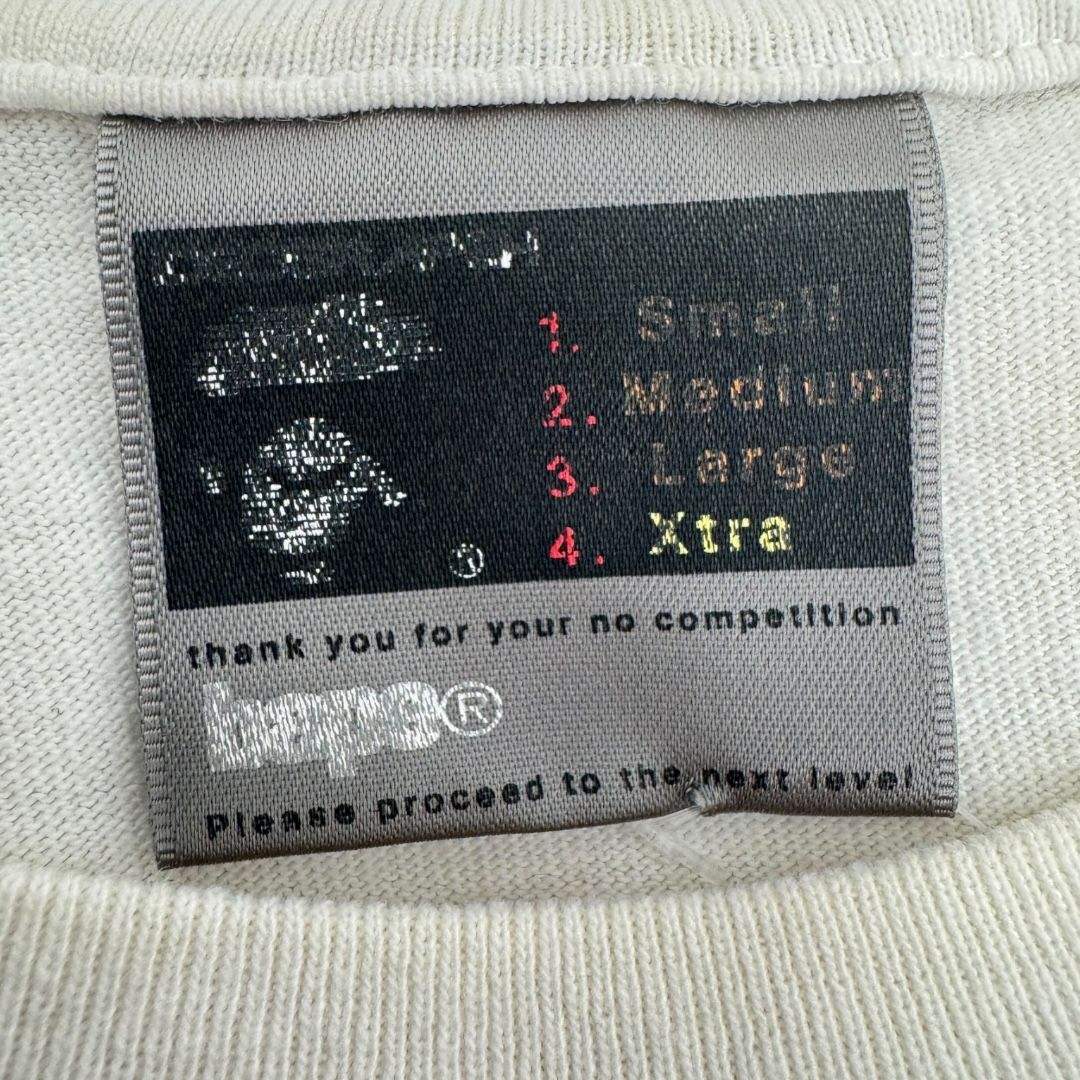 1. Small
2. Medium
3. Large
4. Xtra
thank you for your no competition
bape®
Please proceed to the next level